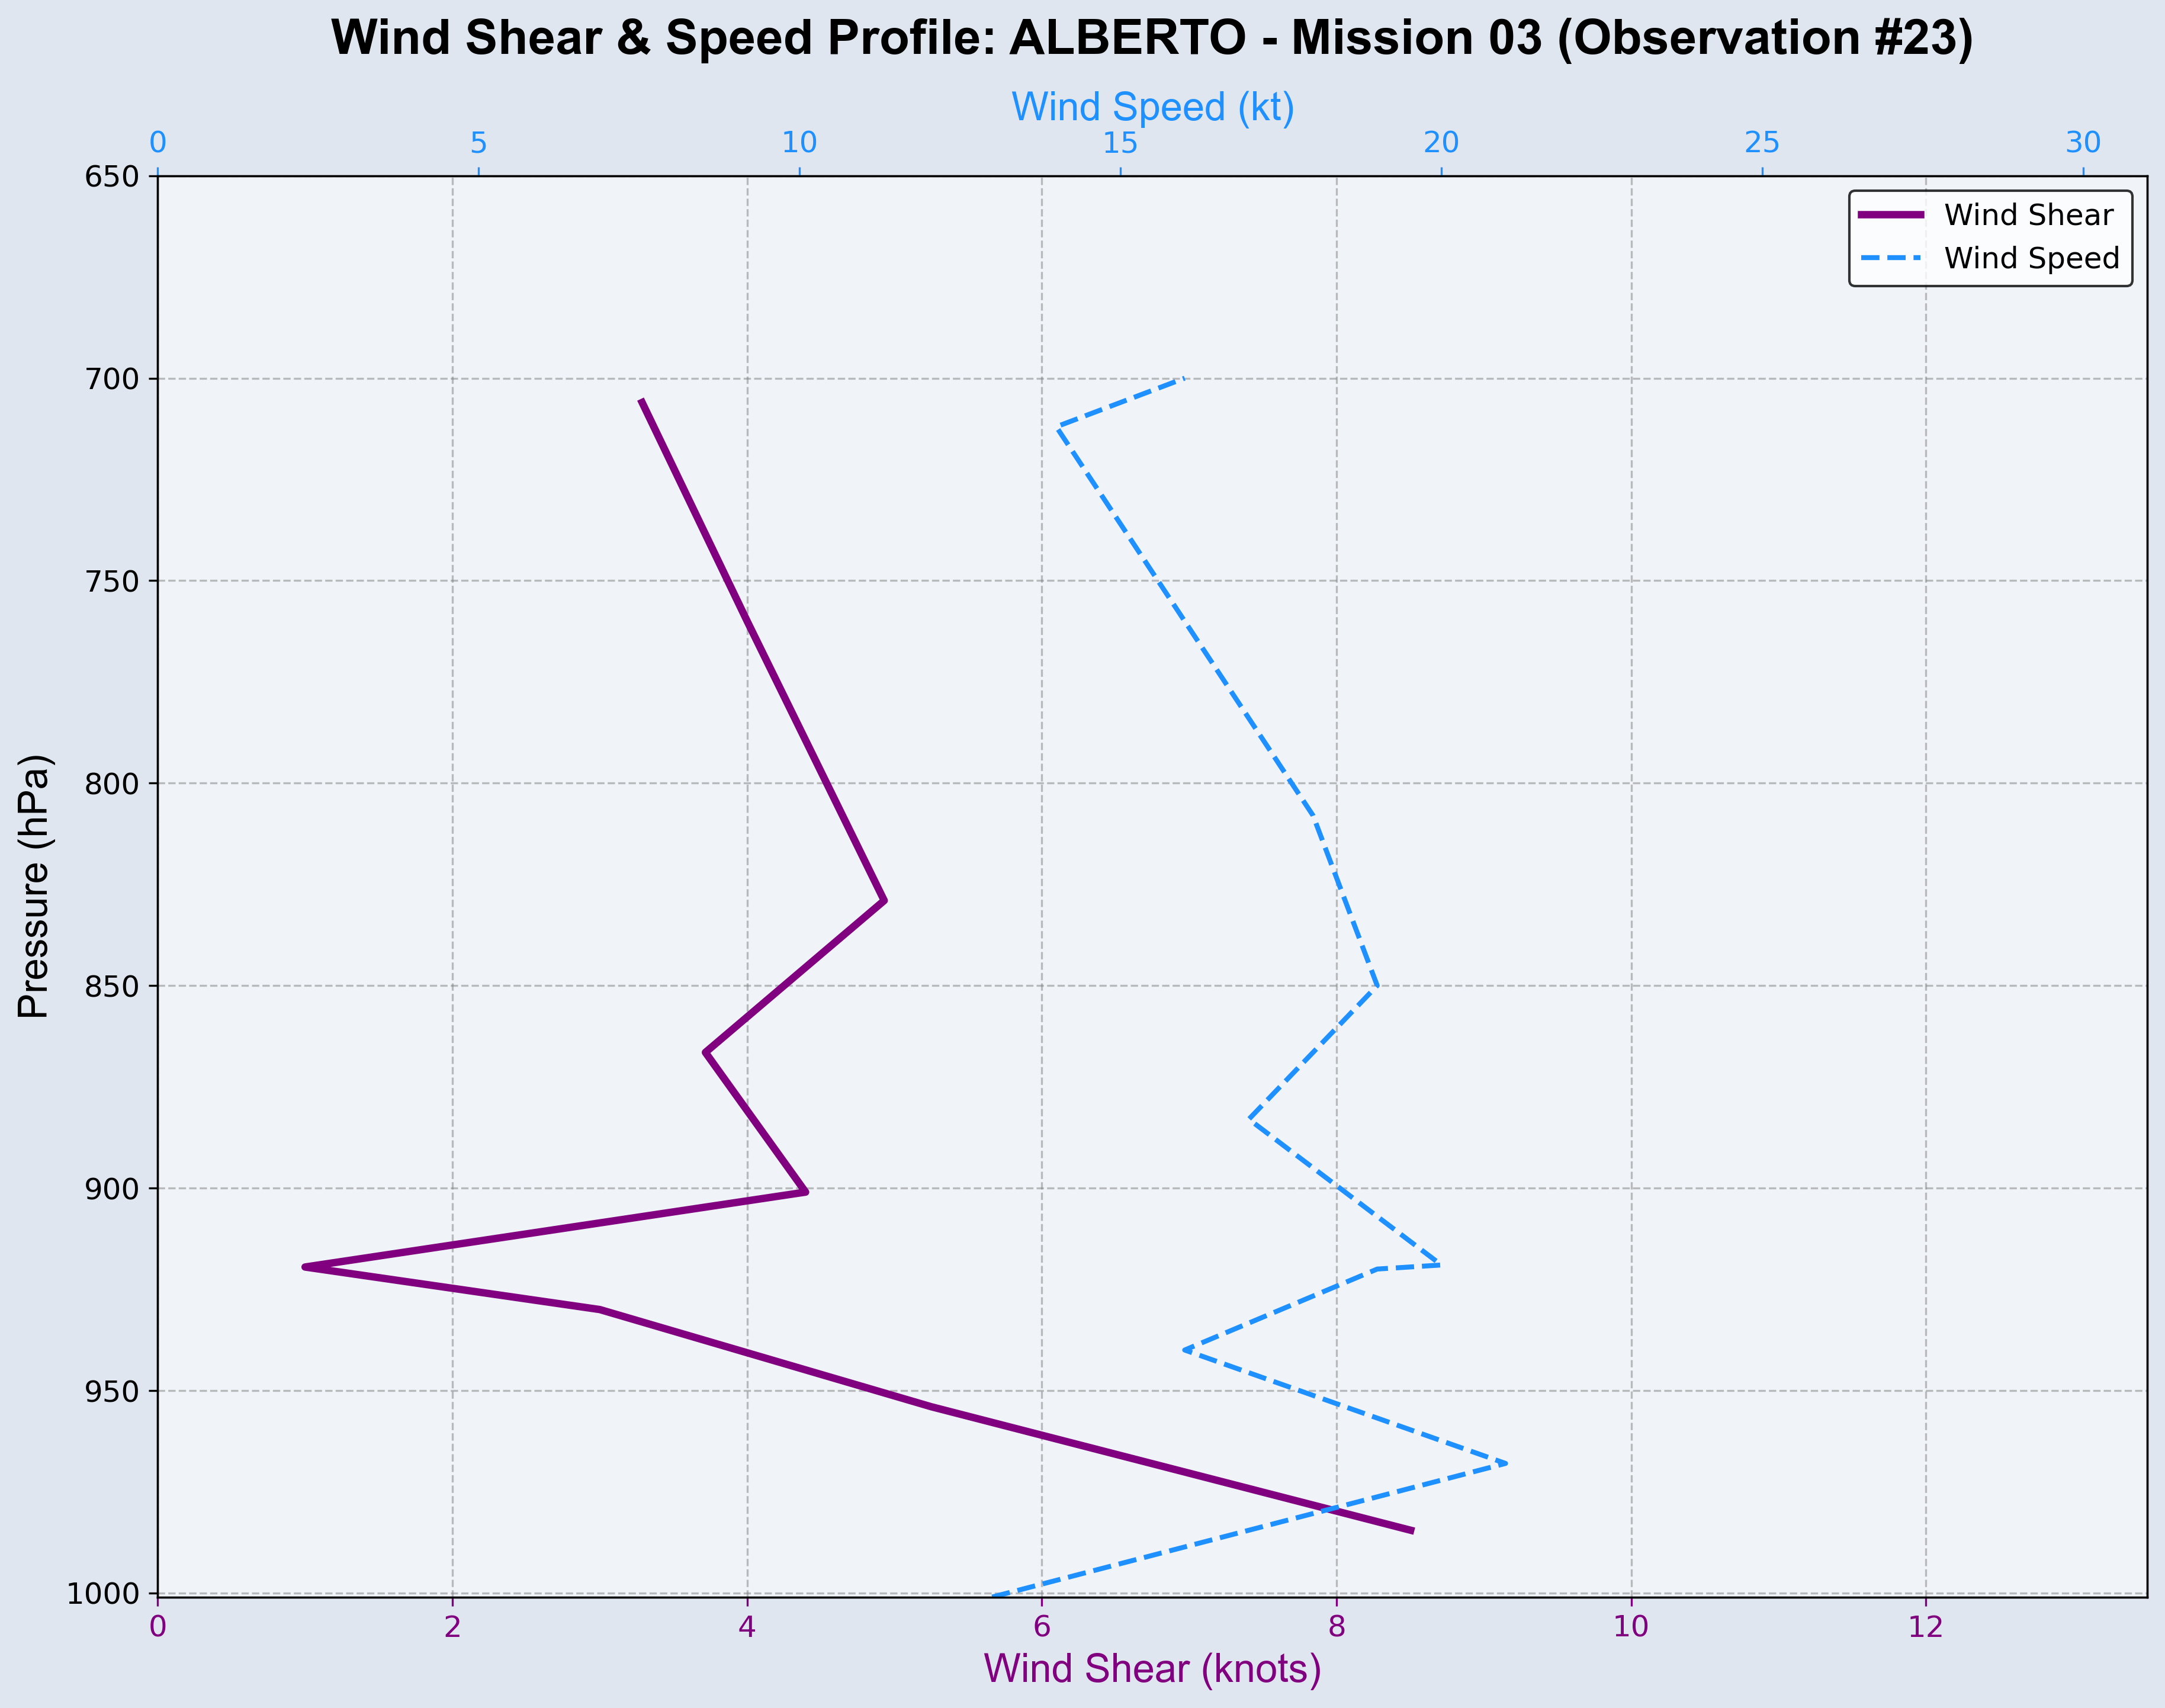 Wind Shear & Speed Profile: ALBERTO - Mission 03 (Observation #23)
Wind Speed (kt)
0 5 10 15 20 25 30
Wind Shear
Wind Speed
Pressure (hPa)
650
700
750
800
850
900
950
1000
0 2 4 6 8 10 12
Wind Shear (knots)